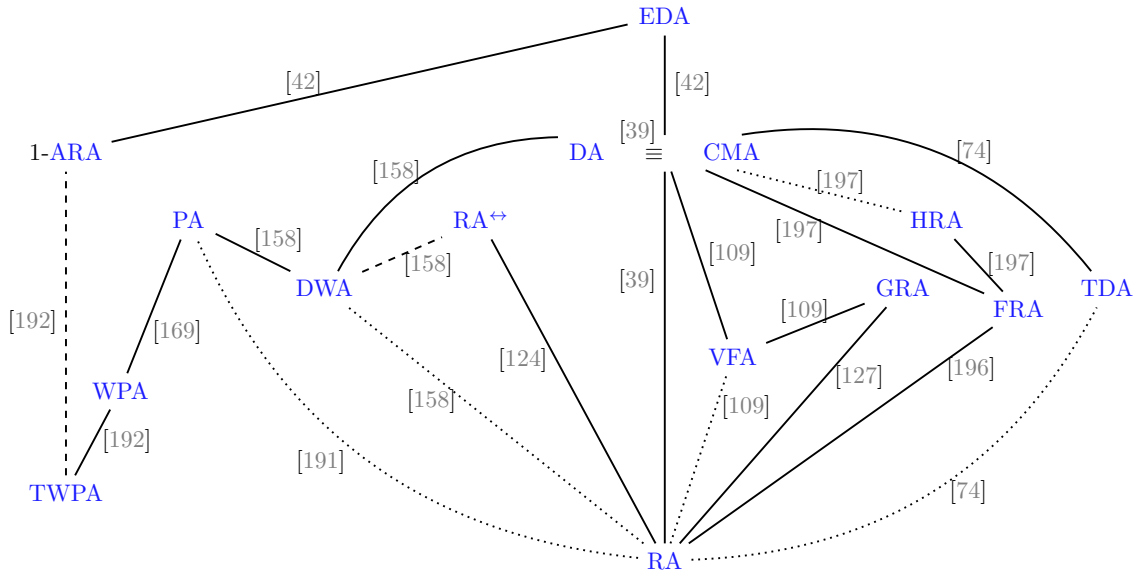 EDA
[42]
[42]
[39]
1-ARA
DA
≡
CMA
[74]
[158]
[197]
PA
RA↔
HRA
[158]
[197]
[109]
[197]
[158]
[39]
DWA
GRA
FRA
TDA
[109]
[192]
[169]
[124]
VFA
[127]
[196]
WPA
[158]
[109]
[192]
[191]
TWPA
[74]
RA